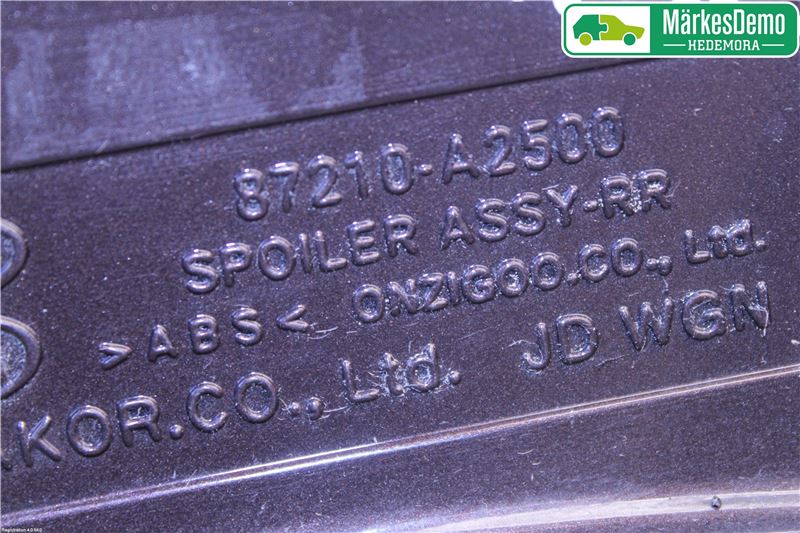 MärkesDemo
HEDEMORA
87210-A2500
SPOILER ASSY-RR
>ABS< ONZIGOO.CO., Ltd.
KOR.CO., Ltd. JD WGN